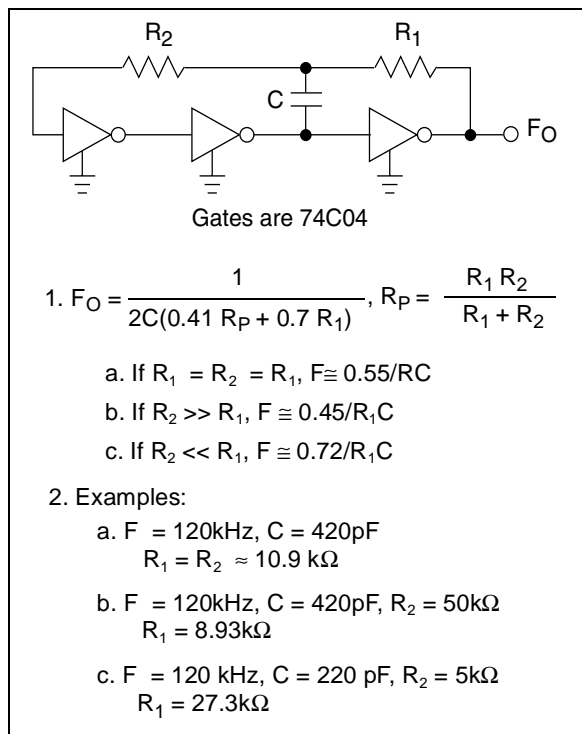 R2
R1
C
FO
Gates are 74C04
1. FO = 1 / 2C(0.41 RP + 0.7 R1) , RP = R1 R2 / R1 + R2
a. If R1 = R2 = R1, F≅ 0.55/RC
b. If R2 >> R1, F ≅ 0.45/R1C
c. If R2 << R1, F ≅ 0.72/R1C
2. Examples:
a. F = 120kHz, C = 420pF
R1 = R2 ≈ 10.9 kΩ
b. F = 120kHz, C = 420pF, R2 = 50kΩ
R1 = 8.93kΩ
c. F = 120 kHz, C = 220 pF, R2 = 5kΩ
R1 = 27.3kΩ